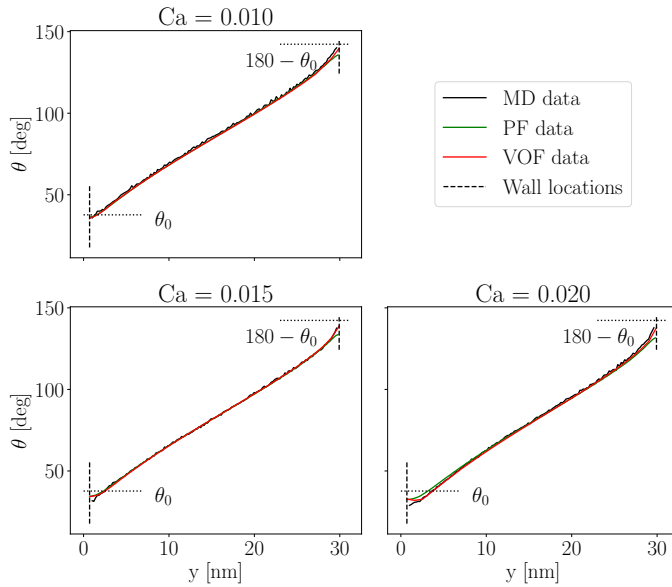 Ca = 0.010
150
100
50
θ [deg]
180 − θ₀
θ₀
MD data
PF data
VOF data
Wall locations
Ca = 0.015
150
100
50
θ [deg]
180 − θ₀
θ₀
0 10 20 30
y [nm]
Ca = 0.020
180 − θ₀
θ₀
0 10 20 30
y [nm]